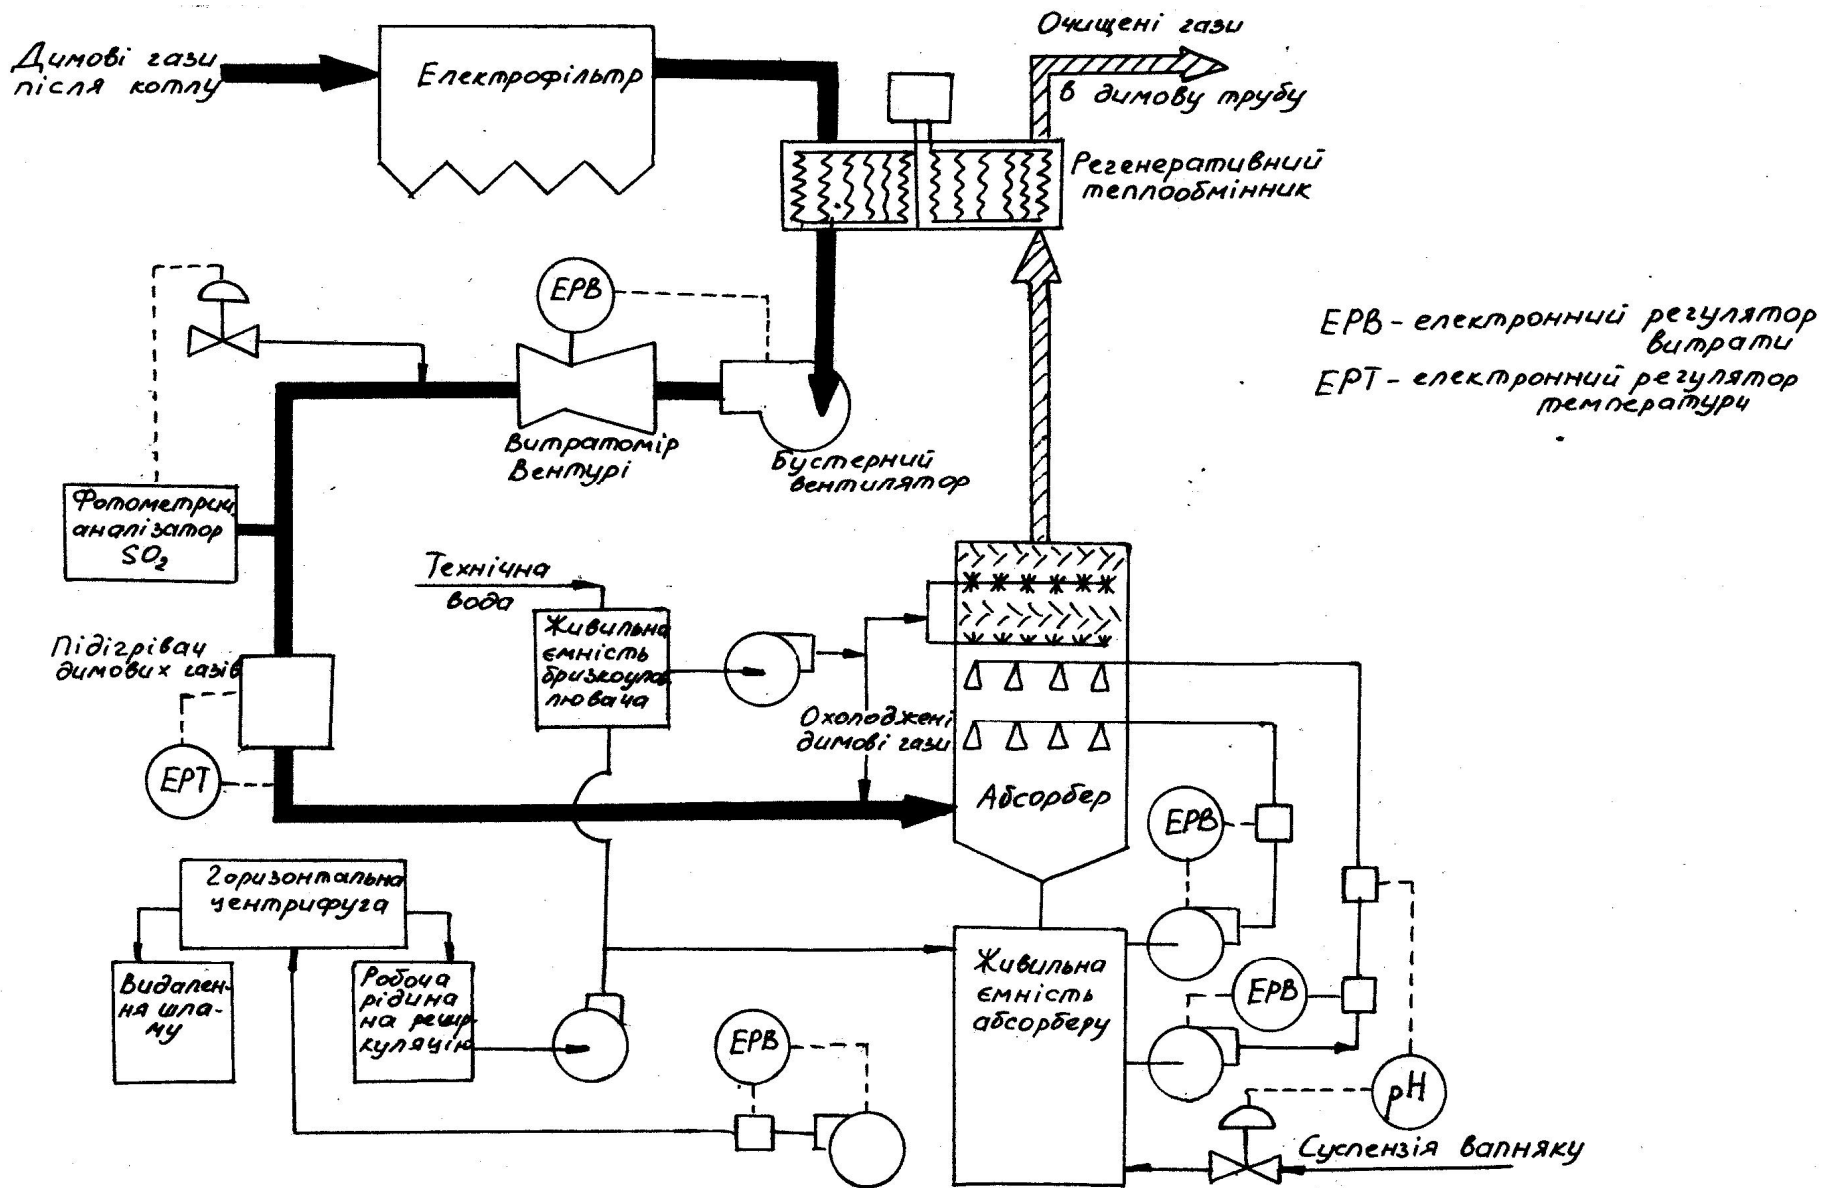 Димові гази
після котлу
Електрофільтр
Очищені гази
в димову трубу
Регенеративний
теплообмінник
ЕРВ
ЕРВ - електронний регулятор
витрати
ЕРТ - електронний регулятор
температури
Витратомір
Вентурі
Бустерний
вентилятор
Фотометричн.
аналізатор
SO₂
Технічна
вода
Підігрівач
димових газів
Живильна
ємність
бризкоулов
лювача
Охолоджені
димові гази
ЕРТ
Абсорбер
ЕРВ
Горизонтальна
центрифуга
Видален-
ня шла-
му
Робоча
рідина
на рецир-
куляцію
ЕРВ
Живильна
ємність
абсорберу
ЕРВ
рН
Суспензія вапняку